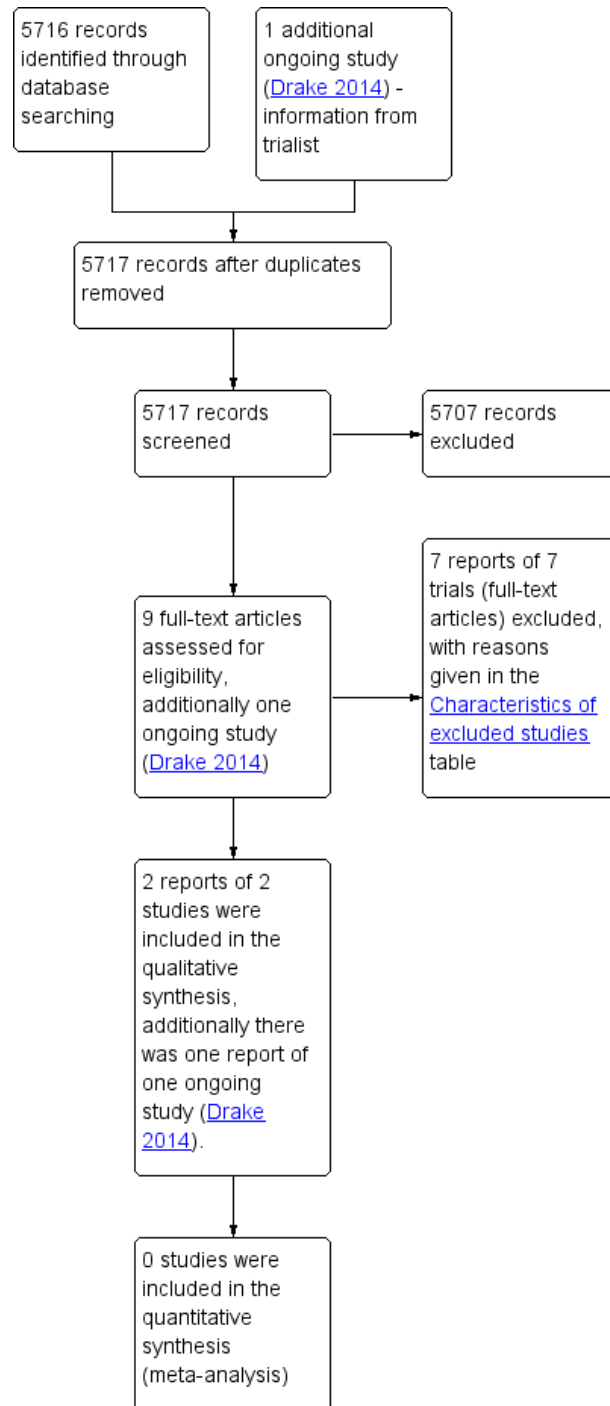 5716 records
identified through
database
searching
1 additional
ongoing study
(Drake 2014) -
information from
trialist
5717 records after duplicates
removed
5717 records
screened
5707 records
excluded
9 full-text articles
assessed for
eligibility,
additionally one
ongoing study
(Drake 2014)
7 reports of 7
trials (full-text
articles) excluded,
with reasons
given in the
Characteristics of
excluded studies
table
2 reports of 2
studies were
included in the
qualitative
synthesis,
additionally there
was one report of
one ongoing
study (Drake
2014).
0 studies were
included in the
quantitative
synthesis
(meta-analysis)